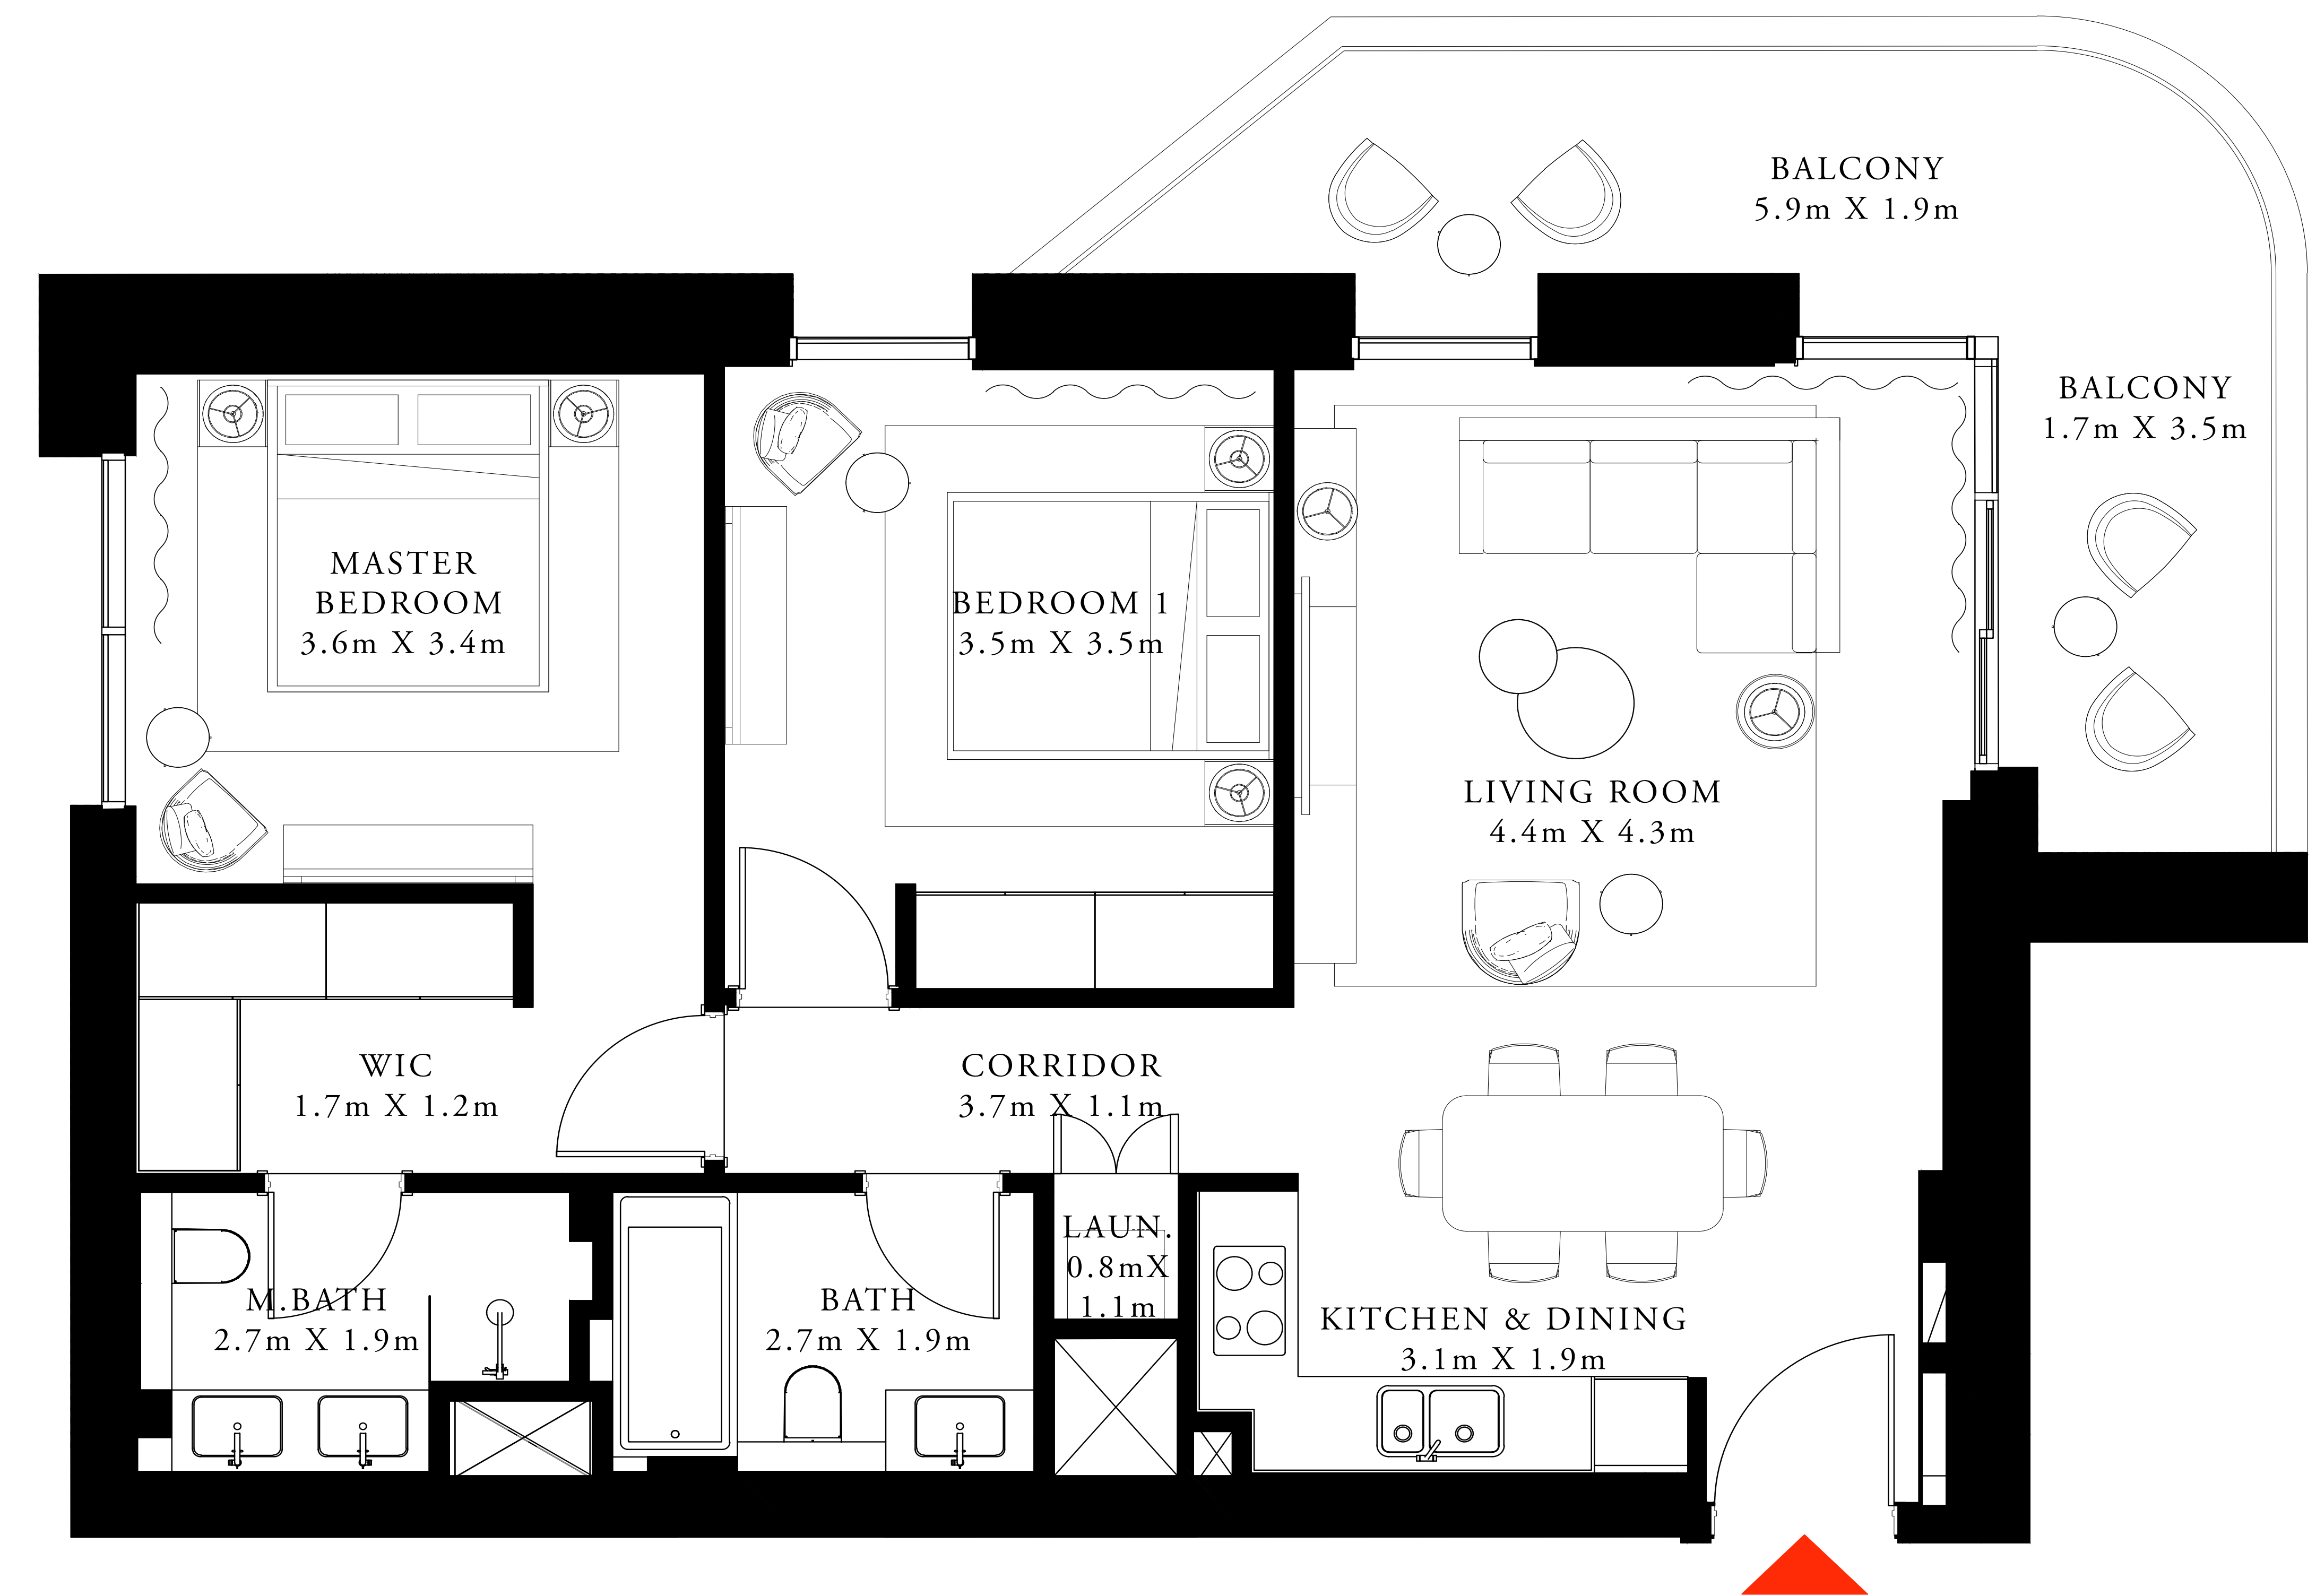 BALCONY
5.9m X 1.9m
BALCONY
1.7m X 3.5m
MASTER
BEDROOM
3.6m X 3.4m
BEDROOM 1
3.5m X 3.5m
LIVING ROOM
4.4m X 4.3m
WIC
1.7m X 1.2m
CORRIDOR
3.7m X 1.1m
LAUN.
0.8mX
1.1m
M.BATH
2.7m X 1.9m
BATH
2.7m X 1.9m
KITCHEN & DINING
3.1m X 1.9m